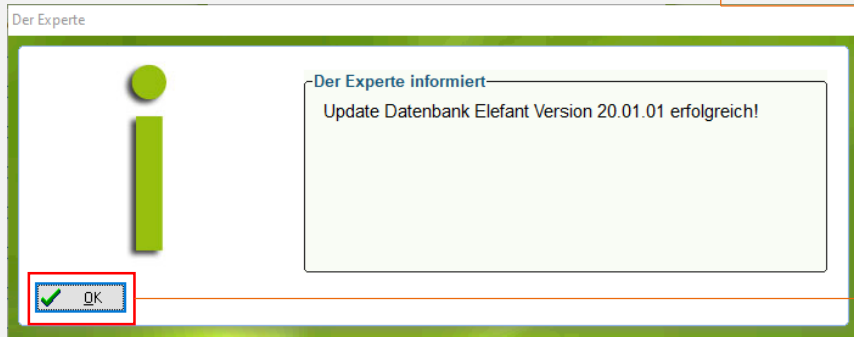 Der Experte
Der Experte informiert
Update Datenbank Elefant Version 20.01.01 erfolgreich!
OK